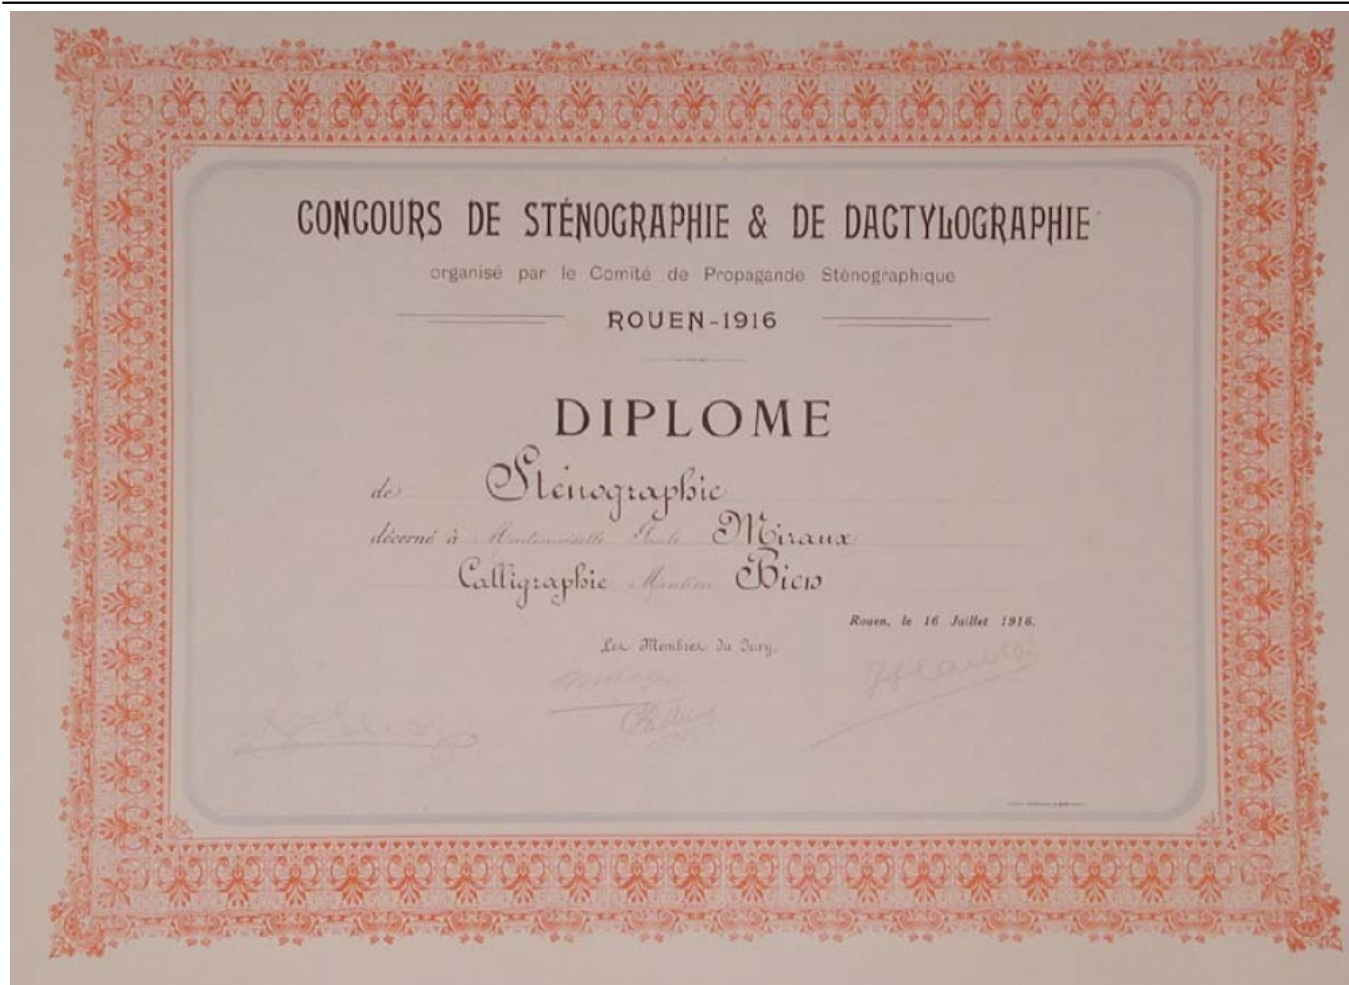 CONCOURS DE STÉNOGRAPHIE & DE DACTYLOGRAPHIE
organisé par le Comité de Propagande Sténographique
ROUEN-1916
DIPLOME
de Sténographie
décerné à Mademoiselle Miraux
Calligraphie Mention Bien
Rouen, le 16 Juillet 1916.
Les Membres du Jury.